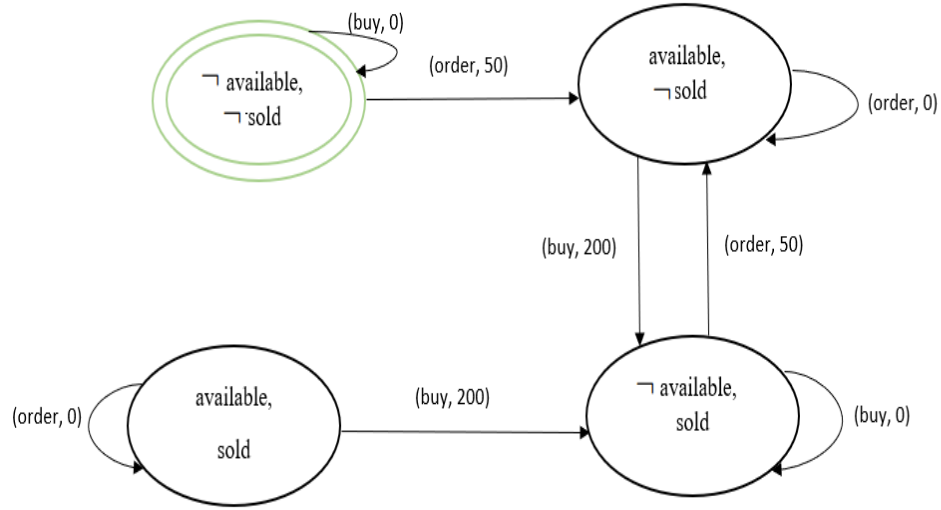 (buy, 0)
¬ available,
¬ sold
(order, 50)
available,
¬ sold
(order, 0)
(buy, 200)
(order, 50)
available,
sold
(order, 0)
(buy, 200)
¬ available,
sold
(buy, 0)